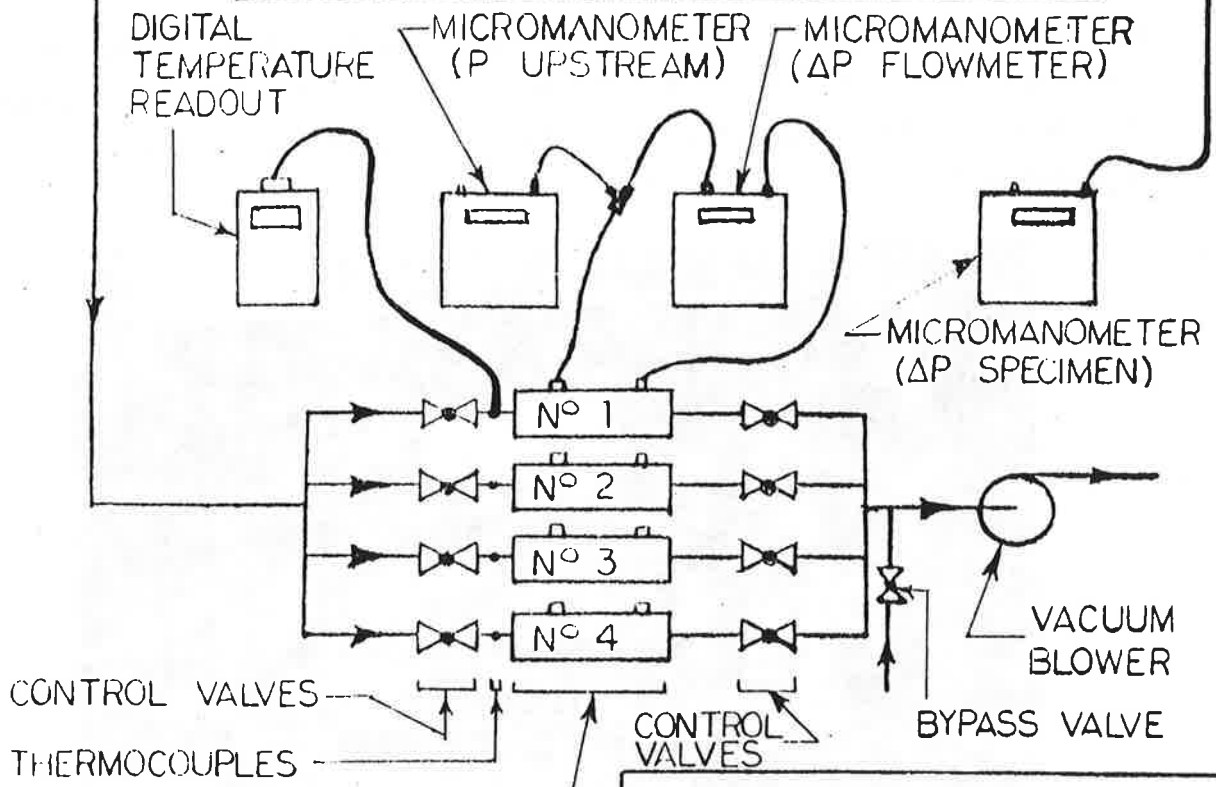 DIGITAL
TEMPERATURE
READOUT
MICROMANOMETER
(P UPSTREAM)
MICROMANOMETER
(ΔP FLOWMETER)
MICROMANOMETER
(ΔP SPECIMEN)
Nº 1
Nº 2
Nº 3
Nº 4
VACUUM
BLOWER
CONTROL VALVES
THERMOCOUPLES
CONTROL
VALVES
BYPASS VALVE